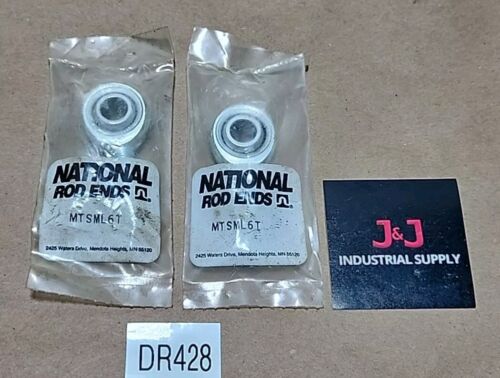 NATIONAL
ROD ENDS
MTSML6T
2425 Waters Drive, Mendota Heights, MN 55120
NATIONAL
ROD ENDS
MTSML6T
2425 Waters Drive, Mendota Heights, MN 55120
J&J
INDUSTRIAL SUPPLY
DR428